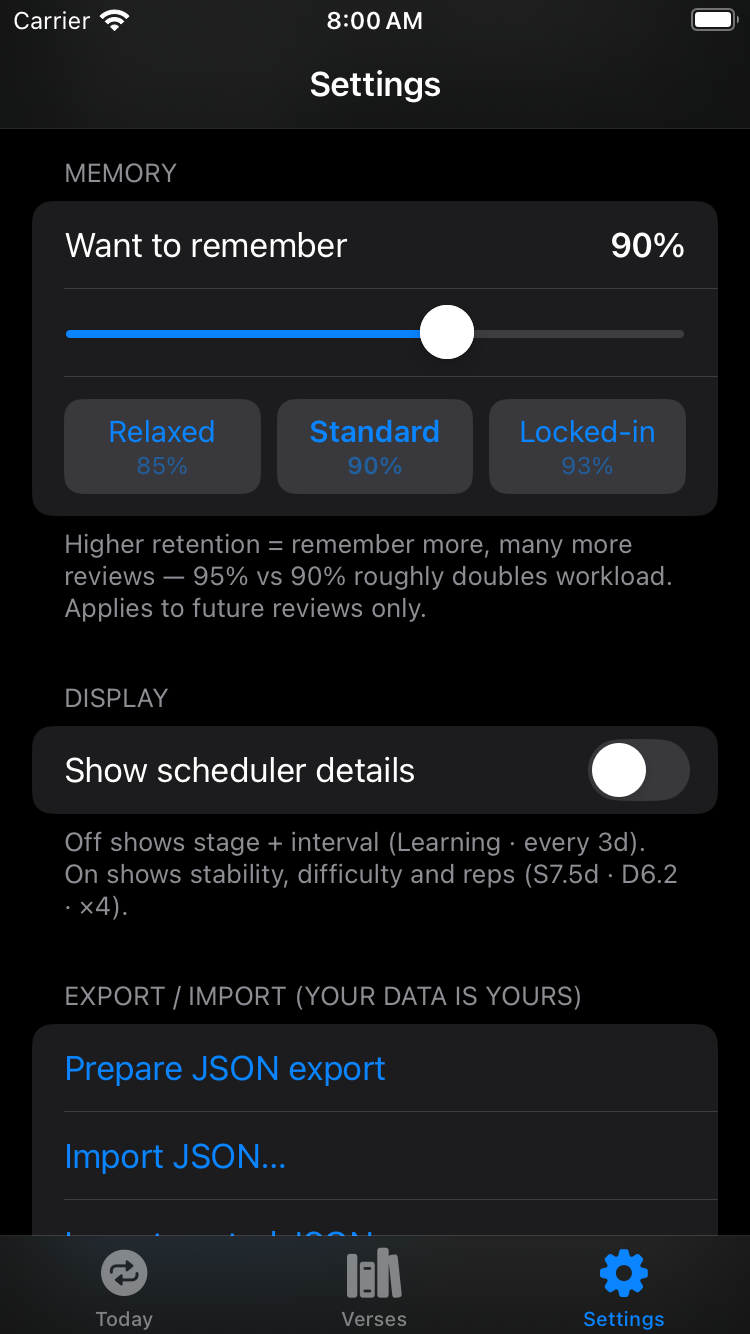 Carrier
8:00 AM
Settings
MEMORY
Want to remember 90%
Relaxed
85%
Standard
90%
Locked-in
93%
Higher retention = remember more, many more
reviews — 95% vs 90% roughly doubles workload.
Applies to future reviews only.
DISPLAY
Show scheduler details
Off shows stage + interval (Learning · every 3d).
On shows stability, difficulty and reps (S7.5d · D6.2
· ×4).
EXPORT / IMPORT (YOUR DATA IS YOURS)
Prepare JSON export
Import JSON...
Today
Verses
Settings